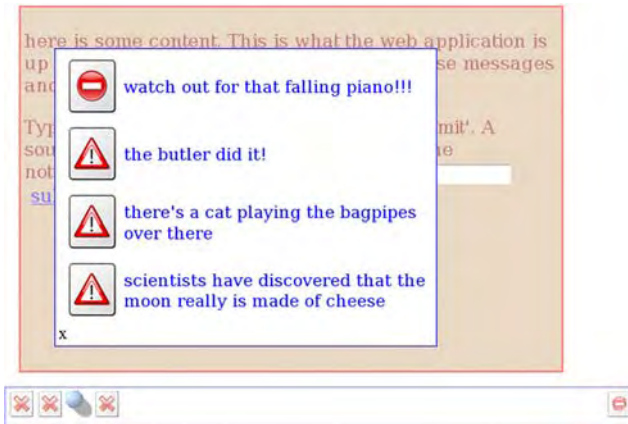 here is some content. This is what the web application is
up se messages
and
watch out for that falling piano!!!
Typ mit'. A
the butler did it!
sou e
not
su
there's a cat playing the bagpipes
over there
scientists have discovered that the
moon really is made of cheese
x